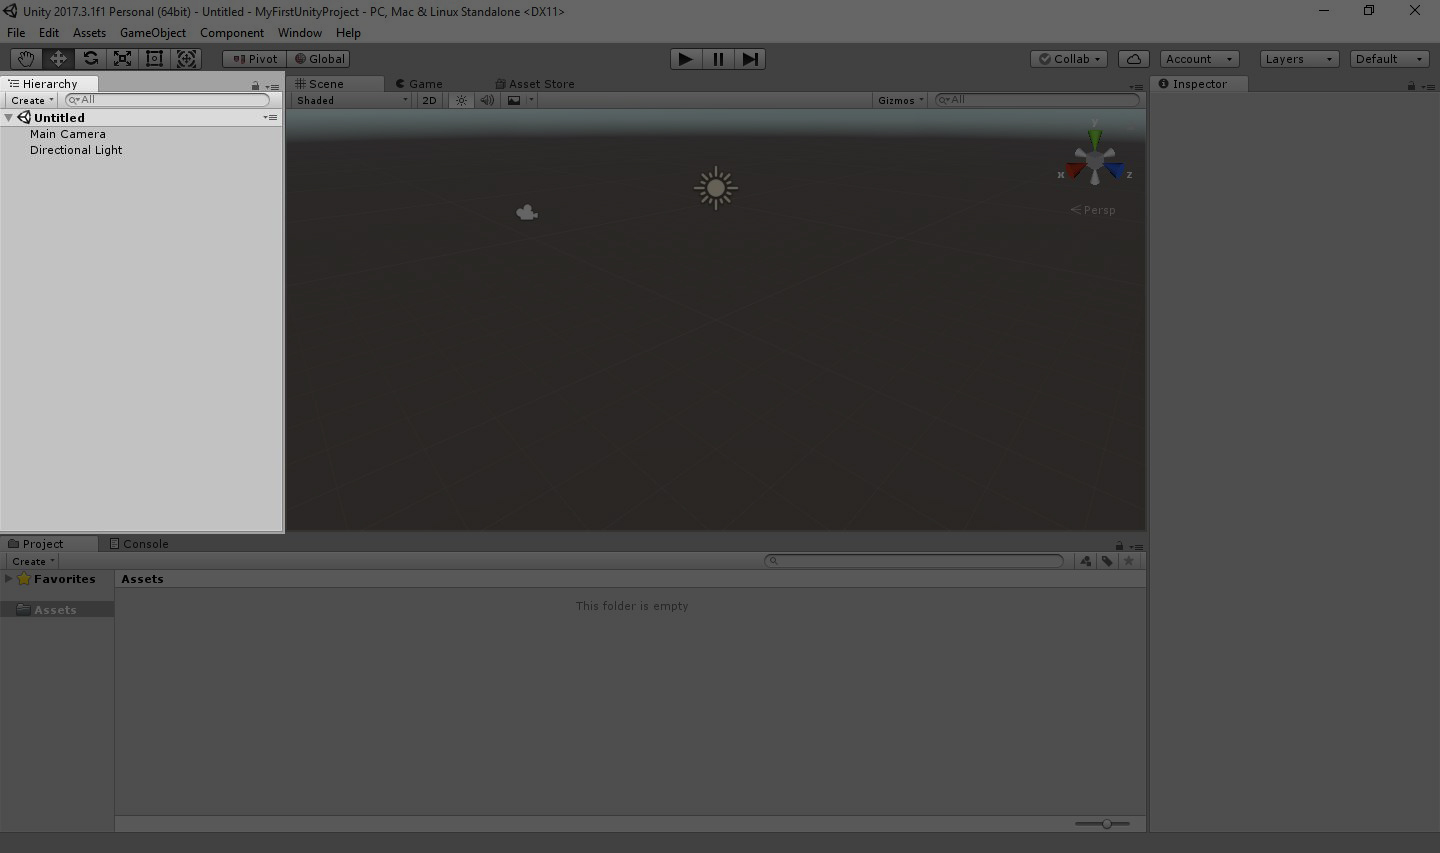 Unity 2017.3.1f1 Personal (64bit) - Untitled - MyFirstUnityProject - PC, Mac & Linux Standalone <DX11>
File Edit Assets GameObject Component Window Help
Pivot Global Collab Account Layers Default
Hierarchy Scene Game Asset Store Inspector
Create All Shaded 2D Gizmos All
Untitled
Main Camera
Directional Light
y
x z
Persp
Project Console
Create
Favorites Assets
Assets This folder is empty